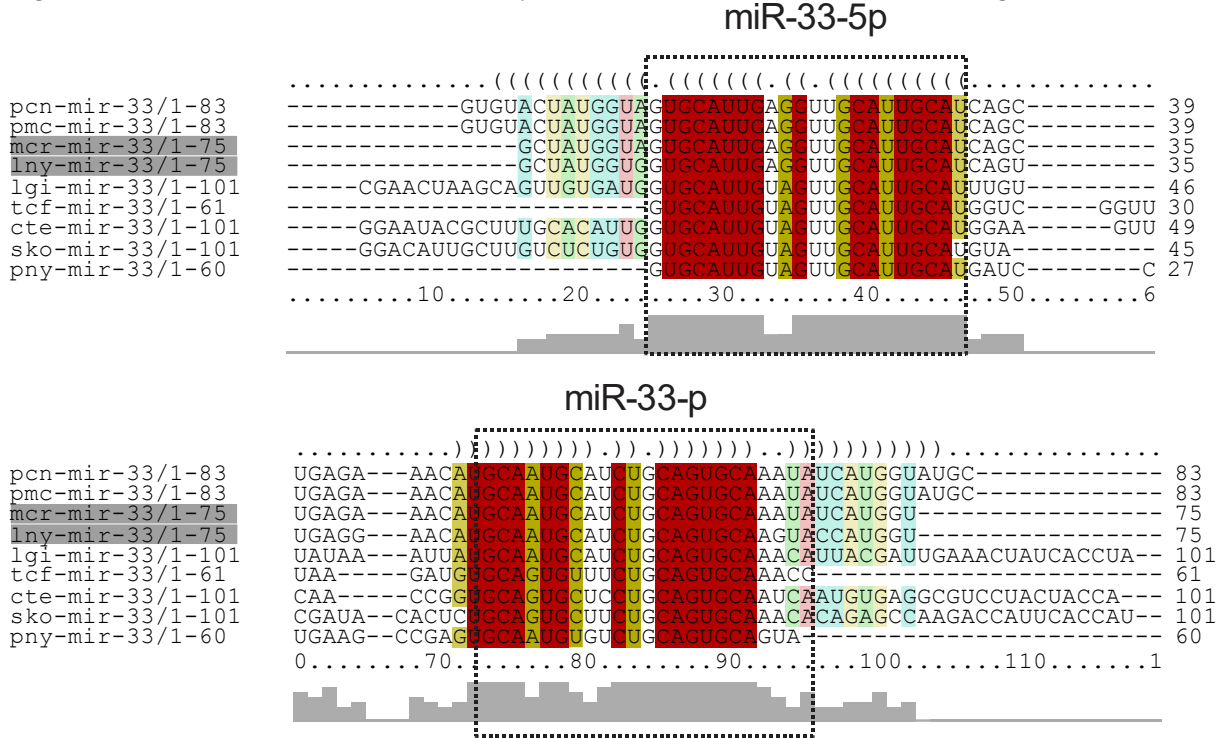 miR-33-5p
..............(((((((((((.(((((((.((.((((((((((.............
pcn-mir-33/1-83 ------------GUGUACUAUGGUAGUGCAUUGAGGUUGCAUUGCAUCAGC--------- 39
pmc-mir-33/1-83 ------------GUGUACUAUGGUAGUGCAUUGAGGUUGCAUUGCAUCAGC--------- 39
mcr-mir-33/1-75 ----------------GCUAUGGUAGUGCAUUGAGGUUGCAUUGCAUCAGC--------- 35
lny-mir-33/1-75 ----------------GCUAUGGUGGUGCAUUGAGGUUGCAUUGCAUCAGU--------- 35
lgi-mir-33/1-101 -----CGAACUAAGCAGUUGUGAUGGUGCAUUGUAGUUGCAUUGCAUUUGU--------- 46
tcf-mir-33/1-61 -------------------------GUGCAUUGUAGUUGCAUUGCAUGGUC-----GGUU 30
cte-mir-33/1-101 -----GGAAUACGCUUUGCACAUUGGUGCAUUGUAGUUGCAUUGCAUGGAA------GUU 49
sko-mir-33/1-101 -----GGACAUUGCUUGUCUCUGUGGUGCAUUGUAGUUGCAUUGCAUGUA---------- 45
pny-mir-33/1-60 -------------------------GUGCAUUGUAGUUGCAUUGCAUGAUC--------C 27
.........10........20........30........40........50........6
miR-33-p
...........)))))))))).)).)))))))..)))))))))))...............
pcn-mir-33/1-83 UGAGA---AACAUGCAAUGCAUCUGCAGUGCAAAUAUCAUGGUAUGC------------- 83
pmc-mir-33/1-83 UGAGA---AACAUGCAAUGCAUCUGCAGUGCAAAUAUCAUGGUAUGC------------- 83
mcr-mir-33/1-75 UGAGA---AACAUGCAAUGCAUCUGCAGUGCAAAUAUCAUGGU----------------- 75
lny-mir-33/1-75 UGAGG---AACAUGCAAUGCAUCUGCAGUGCAAGUACCAUGGU----------------- 75
lgi-mir-33/1-101 UAUAA---AUUAUGCAAUGCAUCUGCAGUGCAAACAUUACGAUUGAAACUAUCACCUA-- 101
tcf-mir-33/1-61 UAA-----GAUGUGCAGUGUUUCUGCAGUGCAAACG------------------------ 61
cte-mir-33/1-101 CAA-----CCGGUGCAGUGCUCCUGCAGUGCAAUCAAUGUGAGGCGUCCUACUACCA--- 101
sko-mir-33/1-101 CGAUA--CACUCUGCAGUGCUUCUGCAGUGCAAACACAGAGCCAAGACCAUUCACCAU-- 101
pny-mir-33/1-60 UGAAG--CCGAGUGCAAUGUGUCUGCAGUGCAGUA------------------------- 60
0........70........80........90........100.......110.......1